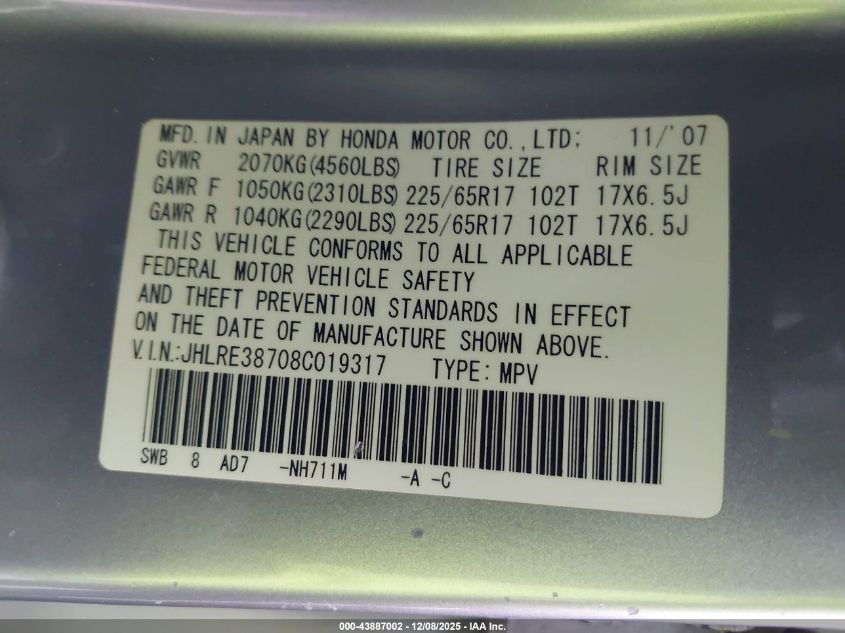 MFD. IN JAPAN BY HONDA MOTOR CO.,LTD; 11/'07
GVWR 2070KG(4560LBS) TIRE SIZE RIM SIZE
GAWR F 1050KG(2310LBS) 225/65R17 102T 17X6.5J
GAWR R 1040KG(2290LBS) 225/65R17 102T 17X6.5J
THIS VEHICLE CONFORMS TO ALL APPLICABLE
FEDERAL MOTOR VEHICLE SAFETY
AND THEFT PREVENTION STANDARDS IN EFFECT
ON THE DATE OF MANUFACTURE SHOWN ABOVE.
V.I.N.:JHLRE38708C019317 TYPE: MPV
SWB 8 AD7 -NH711M -A -C
000-43887002 - 12/08/2025 - IAA Inc.